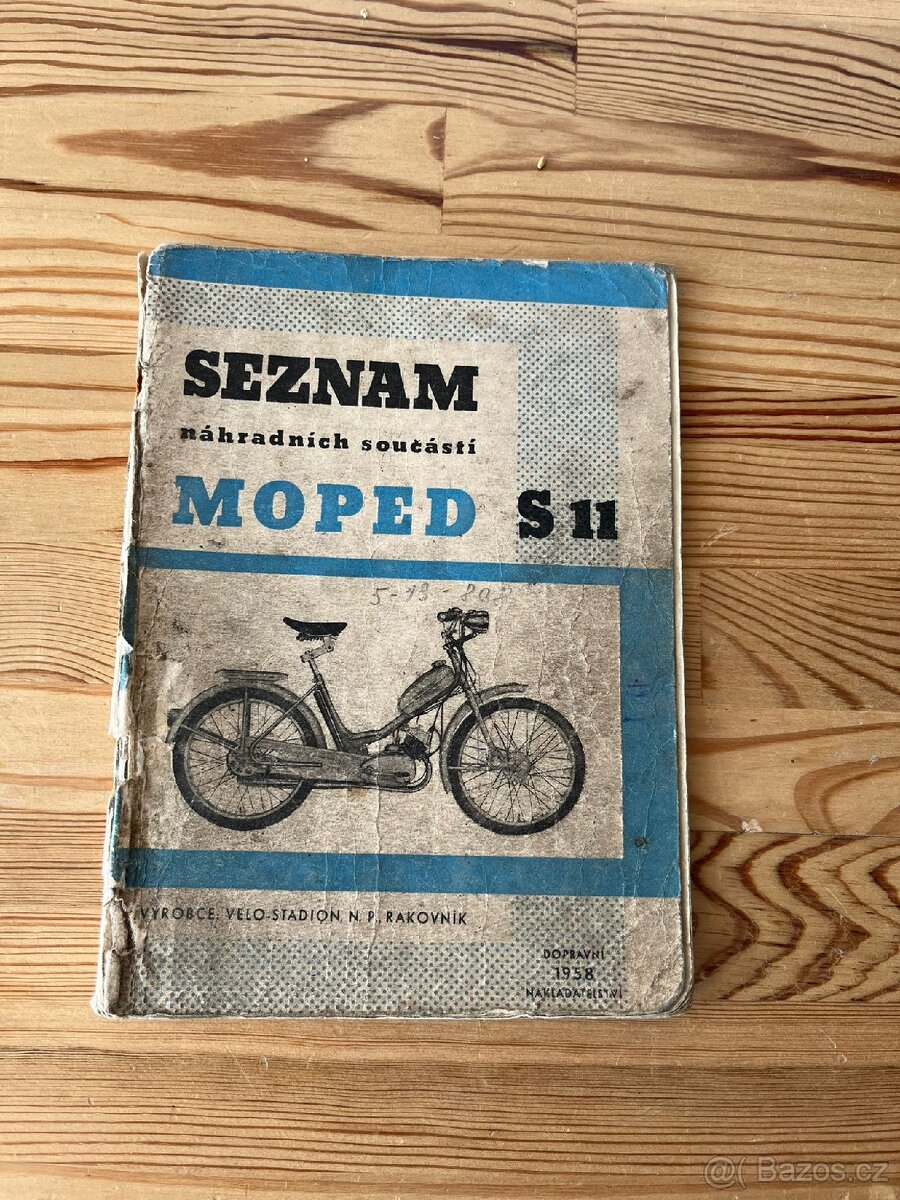 SEZNAM
náhradních součástí
MOPED S 11
VÝROBCE: VELO-STADION N. P., RAKOVNÍK
DOPRAVNÍ
1958
NAKLADATELSTVÍ
@( Bazos.cz